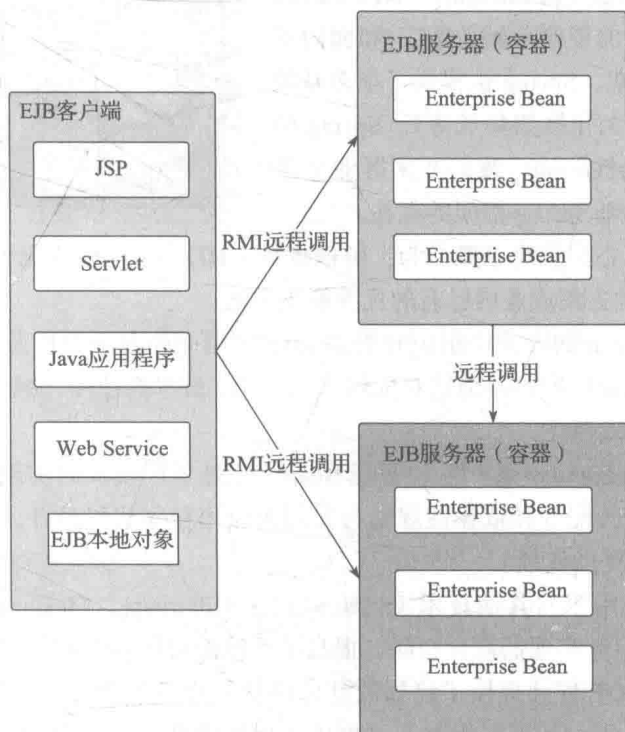 EJB客户端
JSP
Servlet
Java应用程序
Web Service
EJB本地对象
RMI远程调用
RMI远程调用
EJB服务器（容器）
Enterprise Bean
Enterprise Bean
Enterprise Bean
远程调用
EJB服务器（容器）
Enterprise Bean
Enterprise Bean
Enterprise Bean